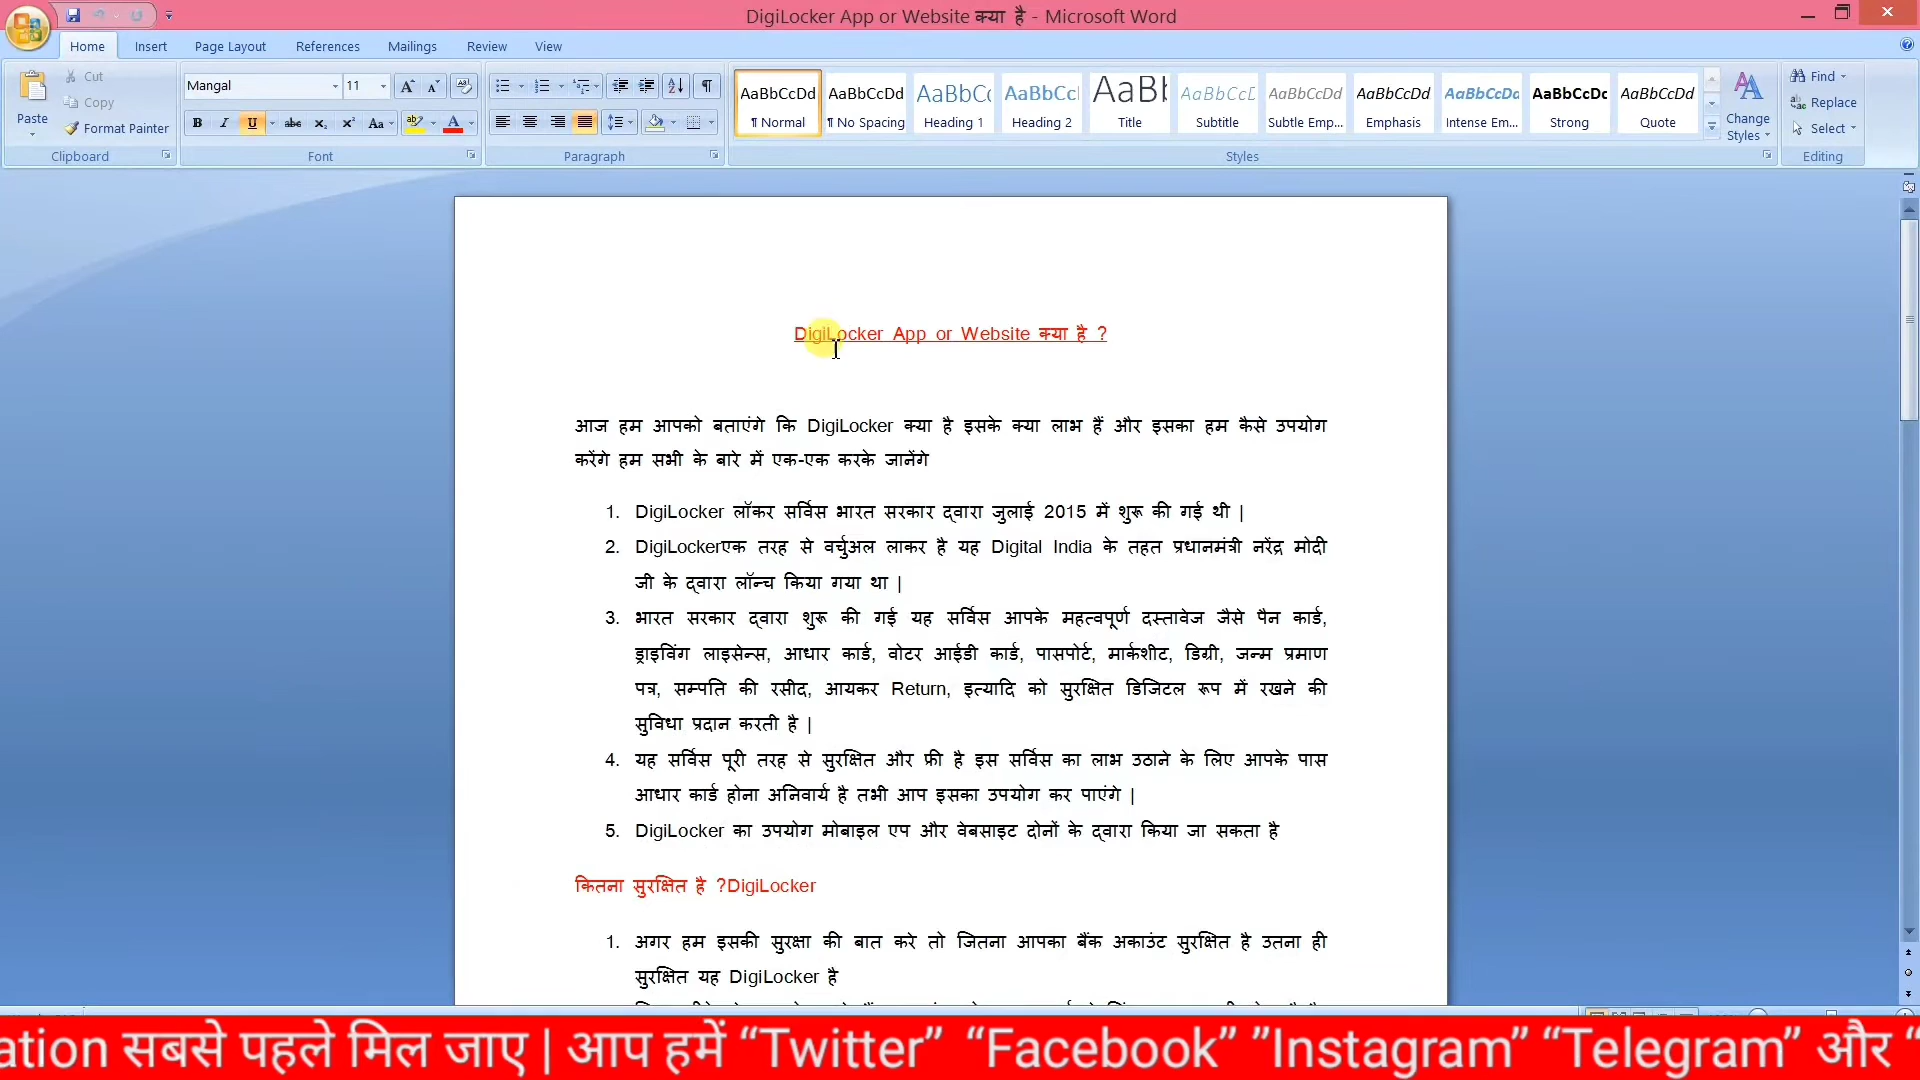 DigiLocker App or Website क्या है - Microsoft Word
Home Insert Page Layout References Mailings Review View
Paste
Cut
Copy
Format Painter
Clipboard
Mangal 11
Font
Paragraph
AaBbCcDd AaBbCcDd AaBbCc AaBbCcI AaBb AaBbCcD AaBbCcDd AaBbCcDd AaBbCcDd AaBbCcDc AaBbCcDd
¶ Normal ¶ No Spacing Heading 1 Heading 2 Title Subtitle Subtle Emp... Emphasis Intense Em... Strong Quote
Change Styles
Styles
Find
Replace
Select
Editing
DigiLocker App or Website क्या है ?
आज हम आपको बताएंगे कि DigiLocker क्या है इसके क्या लाभ हैं और इसका हम कैसे उपयोग
करेंगे हम सभी के बारे में एक-एक करके जानेंगे
1. DigiLocker लॉकर सर्विस भारत सरकार द्वारा जुलाई 2015 में शुरू की गई थी |
2. DigiLockerएक तरह से वर्चुअल लाकर है यह Digital India के तहत प्रधानमंत्री नरेंद्र मोदी
जी के द्वारा लॉन्च किया गया था |
3. भारत सरकार द्वारा शुरू की गई यह सर्विस आपके महत्वपूर्ण दस्तावेज जैसे पैन कार्ड,
ड्राइविंग लाइसेन्स, आधार कार्ड, वोटर आईडी कार्ड, पासपोर्ट, मार्कशीट, डिग्री, जन्म प्रमाण
पत्र, सम्पति की रसीद, आयकर Return, इत्यादि को सुरक्षित डिजिटल रूप में रखने की
सुविधा प्रदान करती है |
4. यह सर्विस पूरी तरह से सुरक्षित और फ्री है इस सर्विस का लाभ उठाने के लिए आपके पास
आधार कार्ड होना अनिवार्य है तभी आप इसका उपयोग कर पाएंगे |
5. DigiLocker का उपयोग मोबाइल एप और वेबसाइट दोनों के द्वारा किया जा सकता है
कितना सुरक्षित है ?DigiLocker
1. अगर हम इसकी सुरक्षा की बात करे तो जितना आपका बैंक अकाउंट सुरक्षित है उतना ही
सुरक्षित यह DigiLocker है
ation सबसे पहले मिल जाए | आप हमें “Twitter” “Facebook” ”Instagram” “Telegram” और “